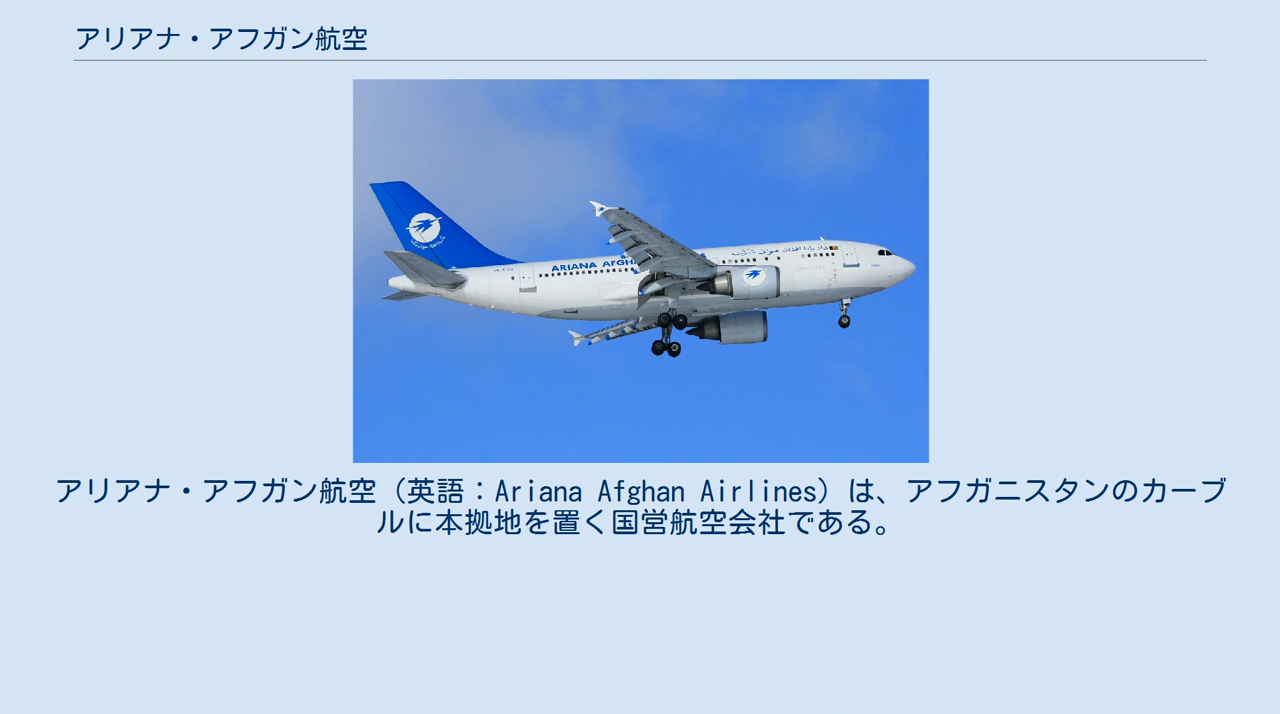 アリアナ・アフガン航空
ARIANA AFGH
アリアナ・アフガン航空（英語：Ariana Afghan Airlines）は、アフガニスタンのカーブ
ルに本拠地を置く国営航空会社である。